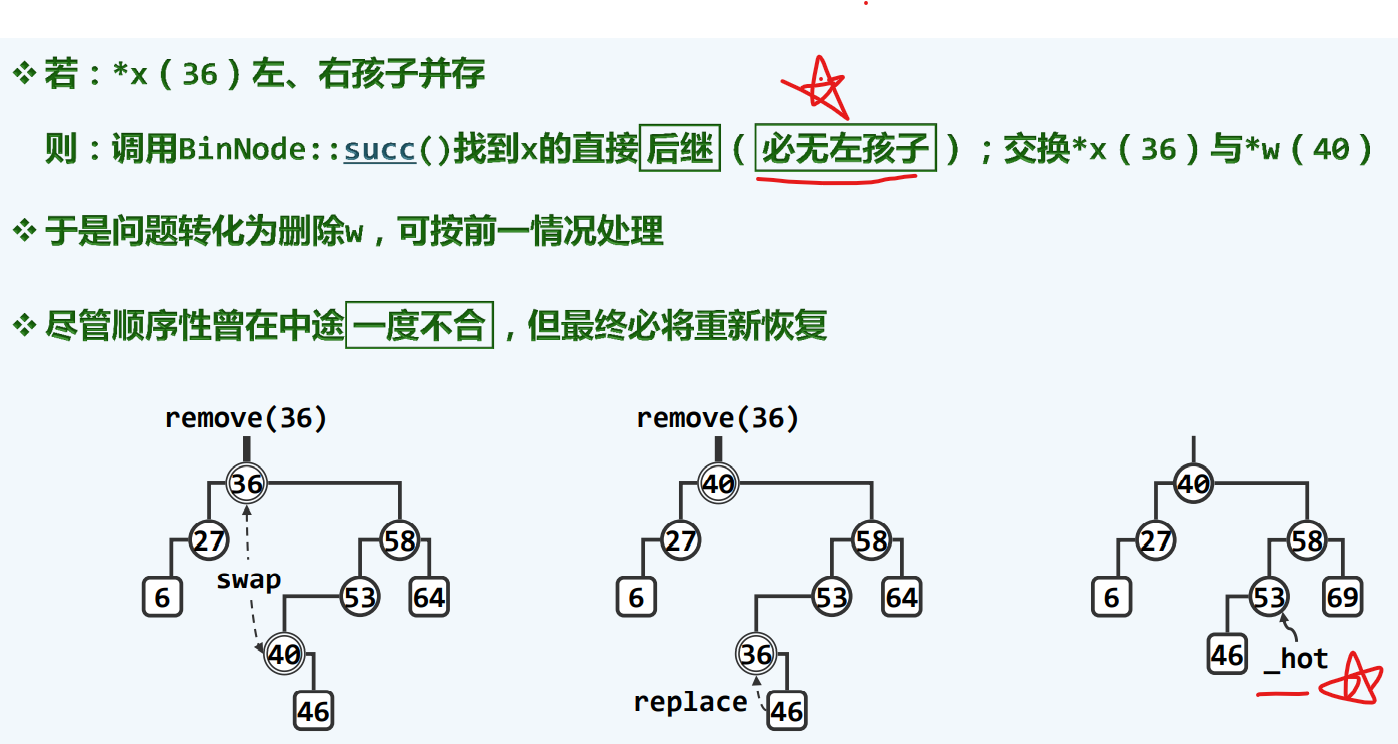 ❖ 若：*x（36）左、右孩子并存
则：调用BinNode::succ()找到x的直接后继（必无左孩子）；交换*x（36）与*w（40）
❖ 于是问题转化为删除w，可按前一情况处理
❖ 尽管顺序性曾在中途一度不合，但最终必将重新恢复
remove(36)
36
27
58
swap
6
53
64
40
46
remove(36)
40
27
58
6
53
64
36
replace
46
40
27
58
6
53
69
46
_hot